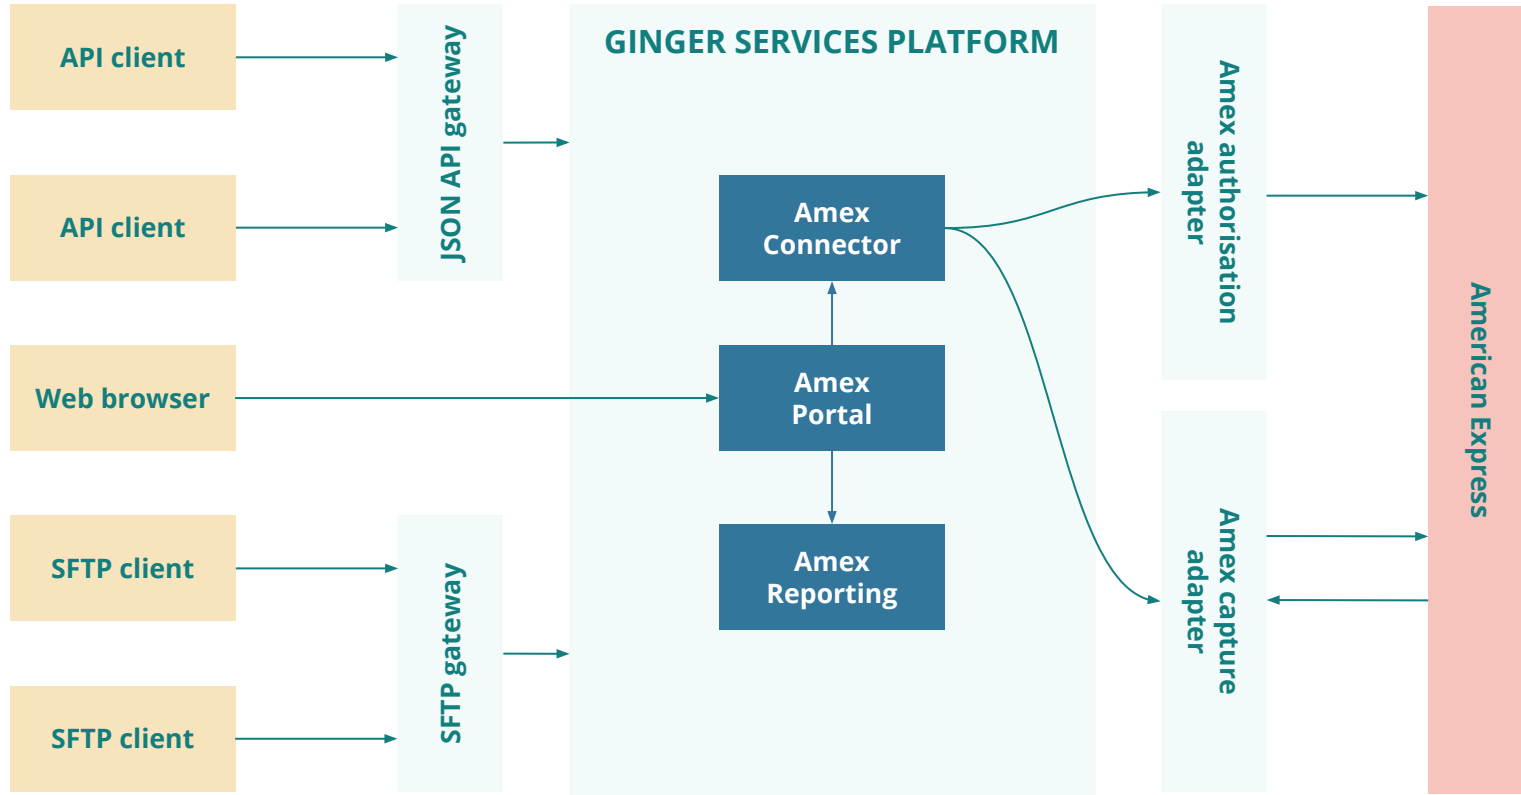 API client
API client
Web browser
SFTP client
SFTP client
JSON API gateway
SFTP gateway
GINGER SERVICES PLATFORM
Amex
Connector
Amex
Portal
Amex
Reporting
Amex authorisation
adapter
Amex capture
adapter
American Express